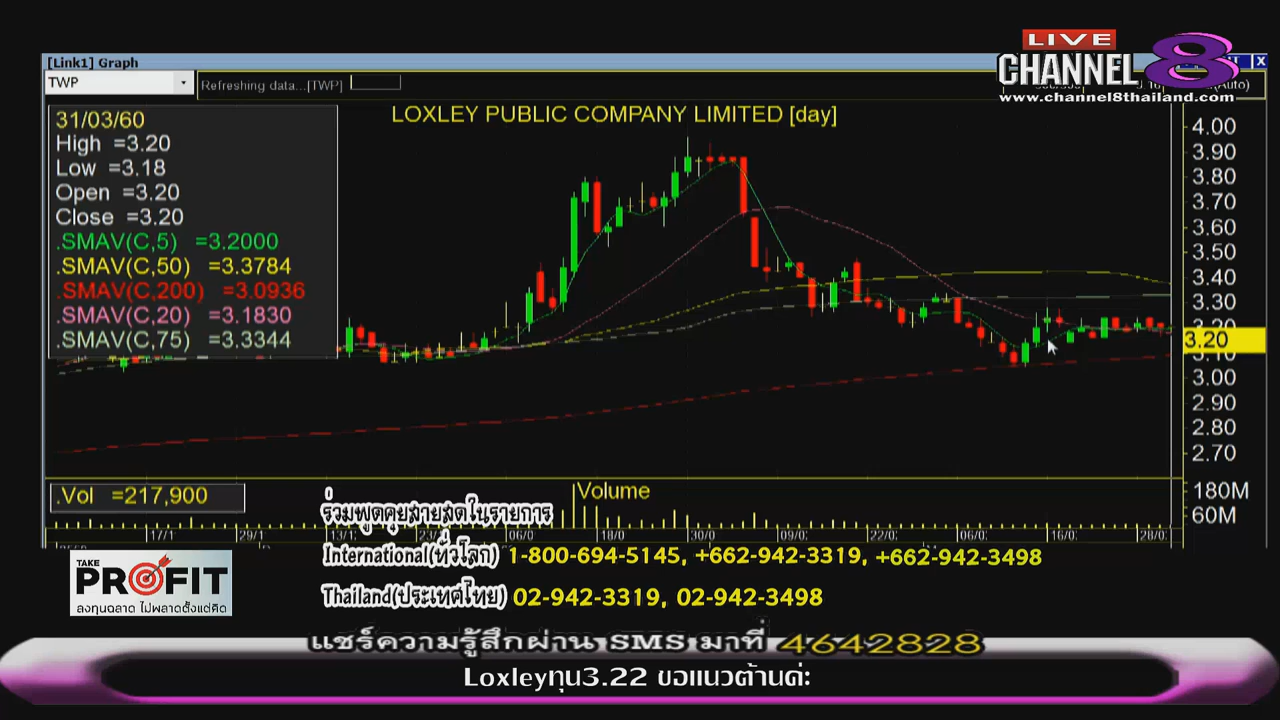 LIVE
CHANNEL 8
www.channel8thailand.com
[Link1] Graph
TWP
Refreshing data...[TWP]
LOXLEY PUBLIC COMPANY LIMITED [day]
31/03/60
High =3.20
Low =3.18
Open =3.20
Close =3.20
.SMAV(C,5) =3.2000
.SMAV(C,50) =3.3784
.SMAV(C,200) =3.0936
.SMAV(C,20) =3.1830
.SMAV(C,75) =3.3344
4.00
3.90
3.80
3.70
3.60
3.50
3.40
3.30
3.20
3.20
3.10
3.00
2.90
2.80
2.70
.Vol =217,900
Volume
180M
60M
17/1
29/1
13/1
06/0
18/0
30/0
09/0
22/0
06/0
16/0
28/0
ร่วมพูดคุยสายสดในรายการ
International(ทั่วโลก) 1-800-694-5145, +662-942-3319, +662-942-3498
Thailand(ประเทศไทย) 02-942-3319, 02-942-3498
TAKE
PROFIT
ลงทุนฉลาด ไม่พลาดตั้งแต่คิด
แชร์ความรู้สึกผ่าน SMS มาที่ 4642828
Loxleyทุน3.22 ขอแนวต้านค่ะ